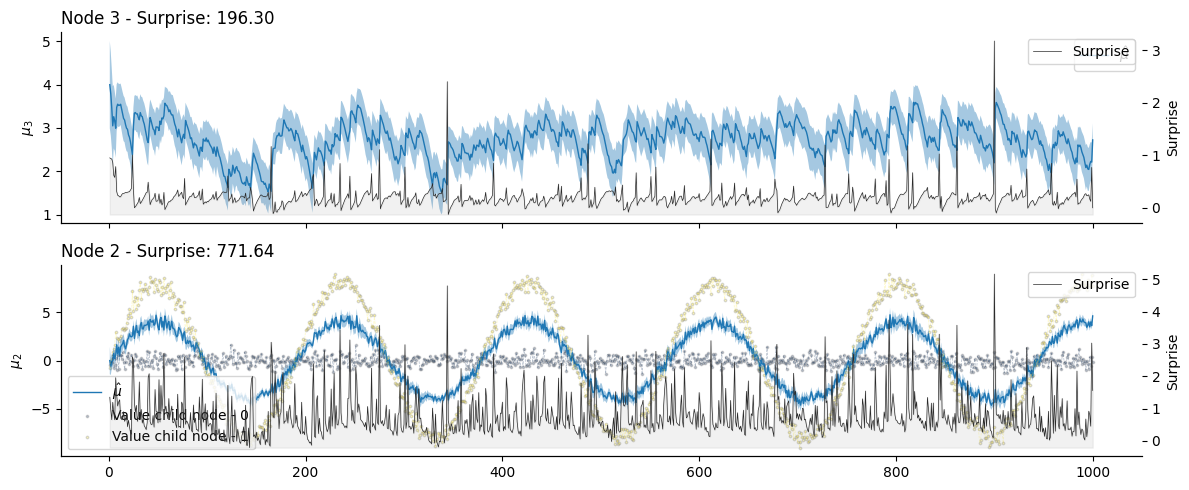 Node 3 - Surprise: 196.30
5
4
3
2
1
μ3
Surprise
3
2
1
0
Surprise
Node 2 - Surprise: 771.64
5
0
−5
μ2
μ̂
Value child node - 0
Value child node - 1
Surprise
5
4
3
2
1
0
Surprise
0 200 400 600 800 1000